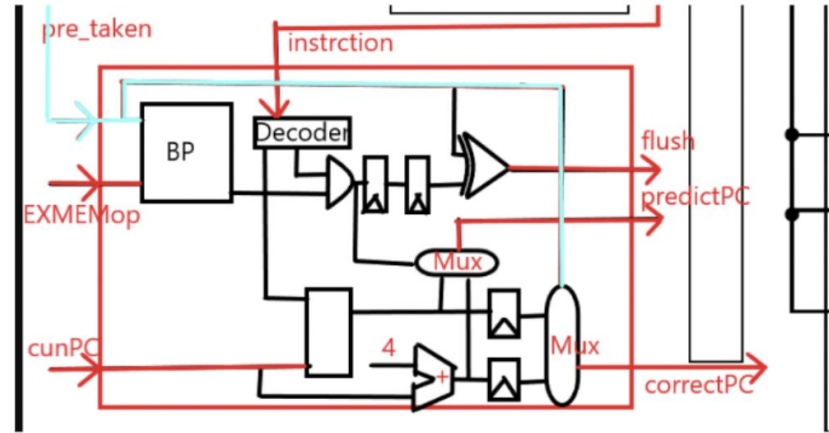 pre_taken
instrction
Decoder
BP
flush
predictPC
EXMEMop
Mux
cunPC
4
+
Mux
correctPC